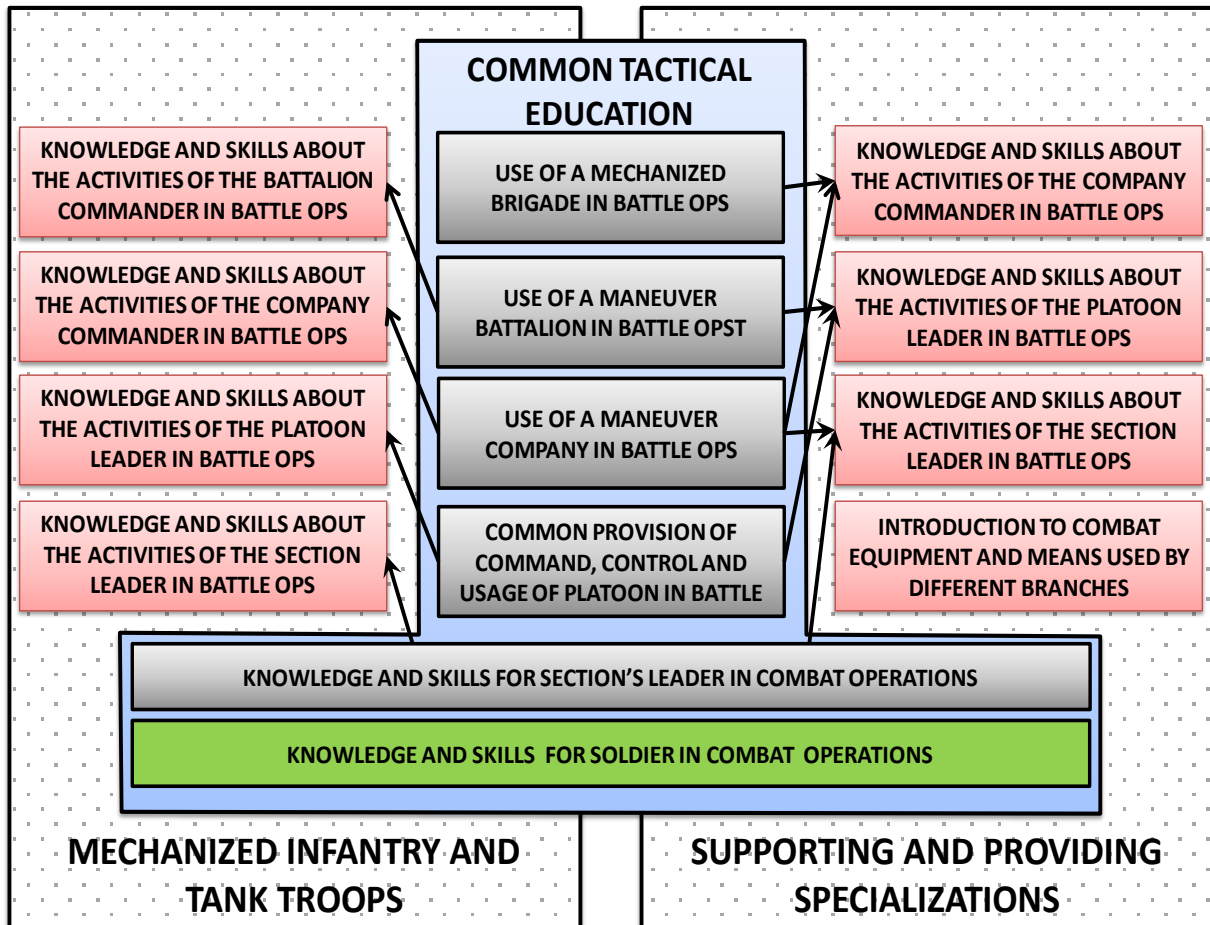 COMMON TACTICAL
EDUCATION
KNOWLEDGE AND SKILLS ABOUT
THE ACTIVITIES OF THE BATTALION
COMMANDER IN BATTLE OPS
KNOWLEDGE AND SKILLS ABOUT
THE ACTIVITIES OF THE COMPANY
COMMANDER IN BATTLE OPS
KNOWLEDGE AND SKILLS ABOUT
THE ACTIVITIES OF THE PLATOON
LEADER IN BATTLE OPS
KNOWLEDGE AND SKILLS ABOUT
THE ACTIVITIES OF THE SECTION
LEADER IN BATTLE OPS
USE OF A MECHANIZED
BRIGADE IN BATTLE OPS
USE OF A MANEUVER
BATTALION IN BATTLE OPST
USE OF A MANEUVER
COMPANY IN BATTLE OPS
COMMON PROVISION OF
COMMAND, CONTROL AND
USAGE OF PLATOON IN BATTLE
KNOWLEDGE AND SKILLS ABOUT
THE ACTIVITIES OF THE COMPANY
COMMANDER IN BATTLE OPS
KNOWLEDGE AND SKILLS ABOUT
THE ACTIVITIES OF THE PLATOON
LEADER IN BATTLE OPS
KNOWLEDGE AND SKILLS ABOUT
THE ACTIVITIES OF THE SECTION
LEADER IN BATTLE OPS
INTRODUCTION TO COMBAT
EQUIPMENT AND MEANS USED BY
DIFFERENT BRANCHES
KNOWLEDGE AND SKILLS FOR SECTION'S LEADER IN COMBAT OPERATIONS
KNOWLEDGE AND SKILLS FOR SOLDIER IN COMBAT OPERATIONS
MECHANIZED INFANTRY AND
TANK TROOPS
SUPPORTING AND PROVIDING
SPECIALIZATIONS